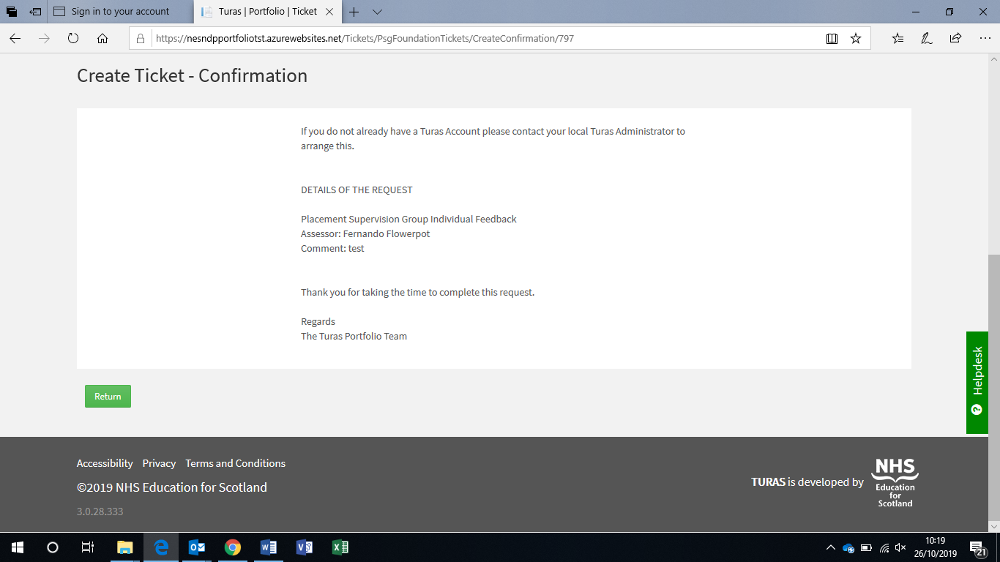 Sign in to your account
Turas | Portfolio | Ticket
https://nesndpportfoliotst.azurewebsites.net/Tickets/PsgFoundationTickets/CreateConfirmation/797
Create Ticket - Confirmation
If you do not already have a Turas Account please contact your local Turas Administrator to
arrange this.
DETAILS OF THE REQUEST
Placement Supervision Group Individual Feedback
Assessor: Fernando Flowerpot
Comment: test
Thank you for taking the time to complete this request.
Regards
The Turas Portfolio Team
Return
Helpdesk
Accessibility Privacy Terms and Conditions
©2019 NHS Education for Scotland
3.0.28.333
TURAS is developed by
NHS
Education
for
Scotland
10:19
26/10/2019
21